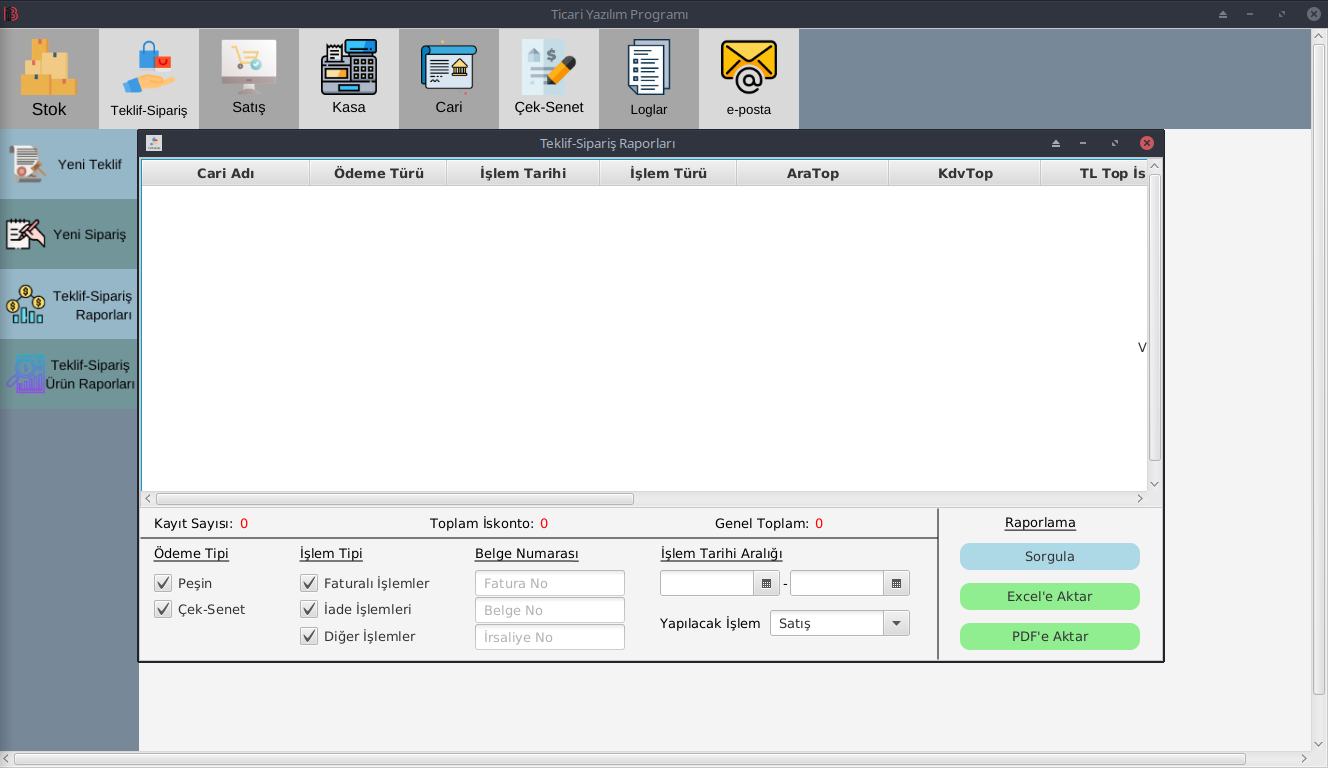 Ticari Yazılım Programı
Stok
Teklif-Sipariş
Satış
Kasa
Cari
Çek-Senet
Loglar
e-posta
Yeni Teklif
Yeni Sipariş
Teklif-Sipariş
Raporları
Teklif-Sipariş
Ürün Raporları
Teklif-Sipariş Raporları
Cari Adı Ödeme Türü İşlem Tarihi İşlem Türü AraTop KdvTop TL Top İs
V
Kayıt Sayısı: 0 Toplam İskonto: 0 Genel Toplam: 0
Ödeme Tipi
Peşin
Çek-Senet
İşlem Tipi
Faturalı İşlemler
İade İşlemleri
Diğer İşlemler
Belge Numarası
Fatura No
Belge No
İrsaliye No
İşlem Tarihi Aralığı
-
Yapılacak İşlem Satış
Raporlama
Sorgula
Excel'e Aktar
PDF'e Aktar